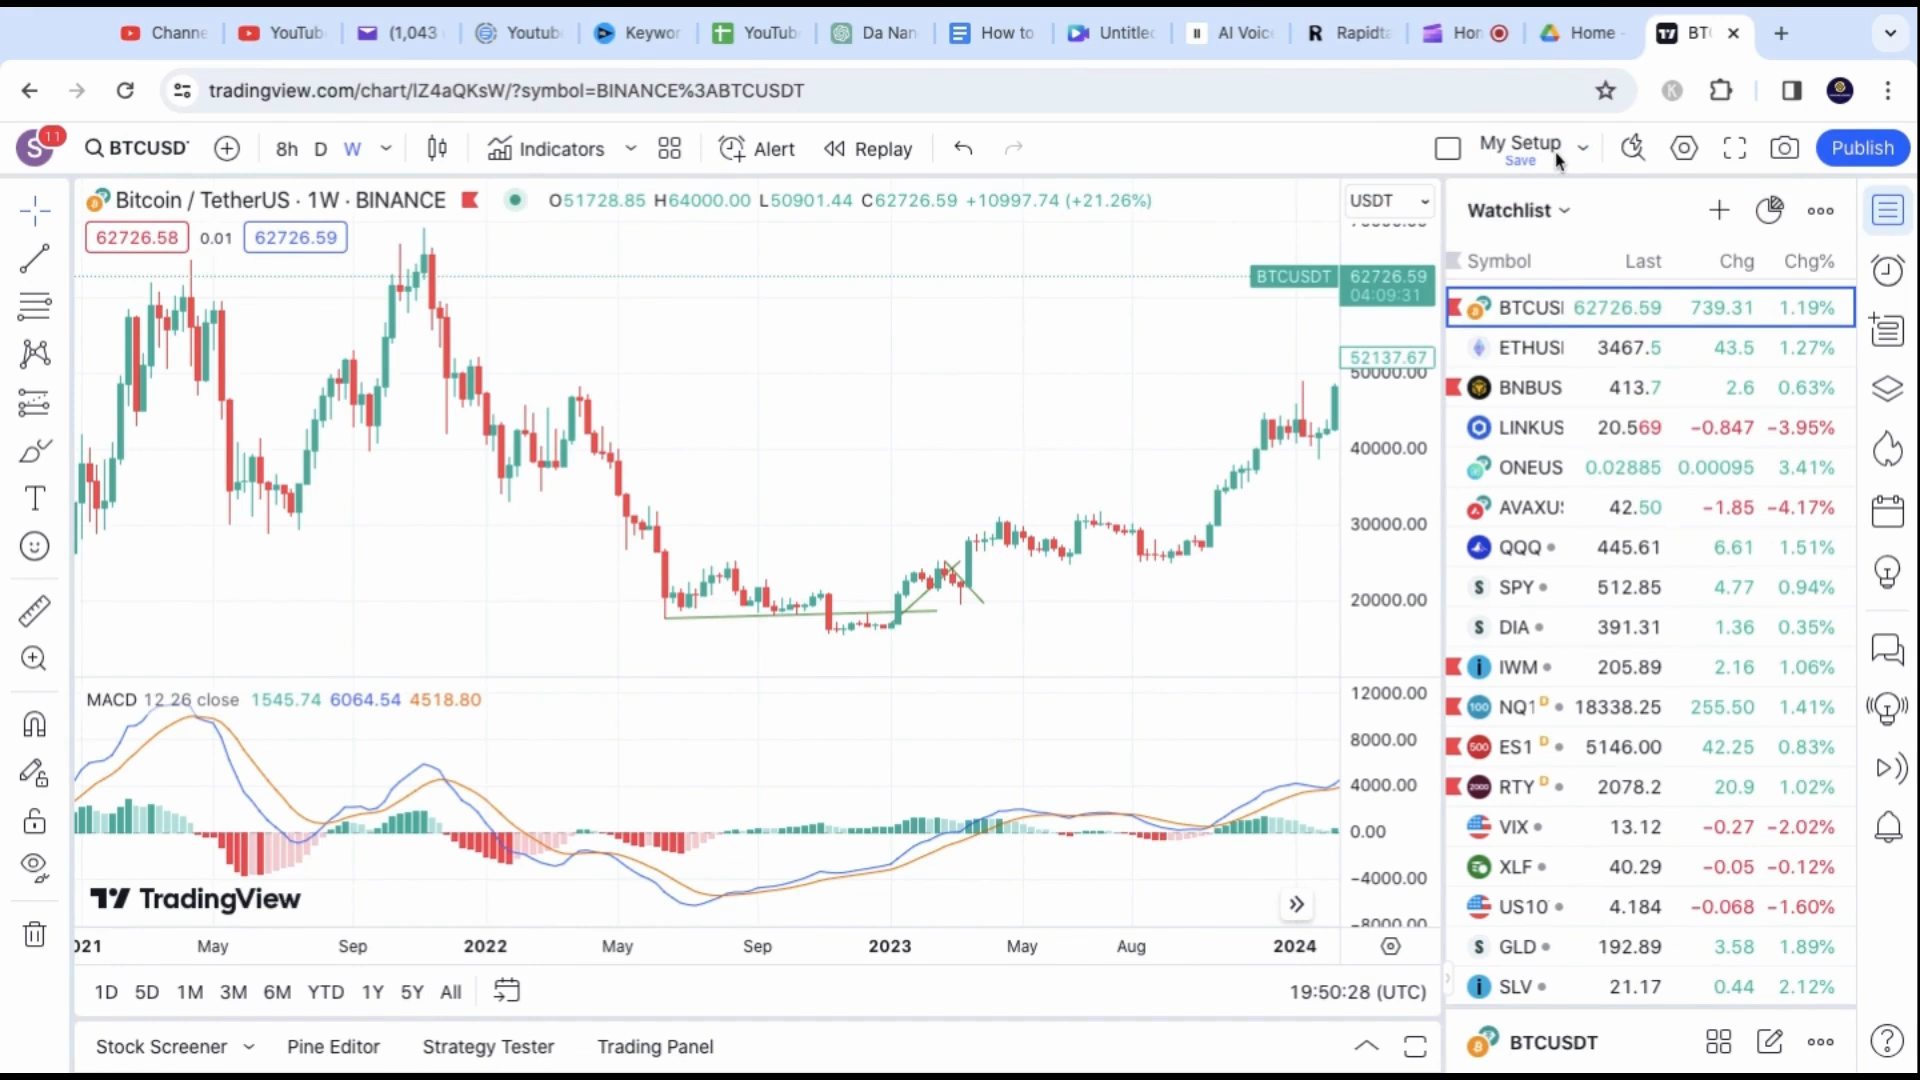 Channe
YouTub
(1,043
Youtub
Keywor
YouTub
Da Nan
How to
Untitlec
AI Voic
Rapidta
Hor
Home -
BT(
tradingview.com/chart/IZ4aQKsW/?symbol=BINANCE%3ABTCUSDT
S 11
BTCUSD
8h D W
Indicators
Alert
Replay
My Setup
Save
Publish
Bitcoin / TetherUS · 1W · BINANCE
O51728.85 H64000.00 L50901.44 C62726.59 +10997.74 (+21.26%)
USDT
62726.58 0.01 62726.59
BTCUSDT 62726.59
04:09:31
52137.67
50000.00
40000.00
30000.00
20000.00
MACD 12 26 close 1545.74 6064.54 4518.80
12000.00
8000.00
4000.00
0.00
−4000.00
−8000.00
TradingView
021 May Sep 2022 May Sep 2023 May Aug 2024
1D 5D 1M 3M 6M YTD 1Y 5Y All
19:50:28 (UTC)
Stock Screener
Pine Editor
Strategy Tester
Trading Panel
Watchlist
Symbol Last Chg Chg%
BTCUSI 62726.59 739.31 1.19%
ETHUSI 3467.5 43.5 1.27%
BNBUS 413.7 2.6 0.63%
LINKUS 20.569 −0.847 −3.95%
ONEUS 0.02885 0.00095 3.41%
AVAXU 42.50 −1.85 −4.17%
QQQ 445.61 6.61 1.51%
SPY 512.85 4.77 0.94%
DIA 391.31 1.36 0.35%
IWM 205.89 2.16 1.06%
100 NQ1 D 18338.25 255.50 1.41%
500 ES1 D 5146.00 42.25 0.83%
2000 RTY D 2078.2 20.9 1.02%
VIX 13.12 −0.27 −2.02%
XLF 40.29 −0.05 −0.12%
US10 4.184 −0.068 −1.60%
GLD 192.89 3.58 1.89%
SLV 21.17 0.44 2.12%
BTCUSDT